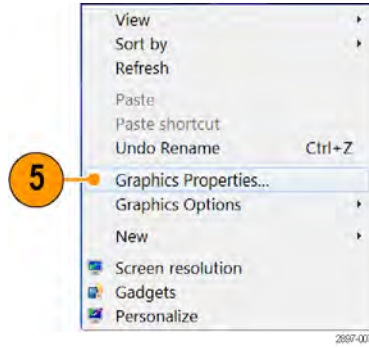 View
Sort by
Refresh
Paste
Paste shortcut
Undo Rename Ctrl+Z
5 Graphics Properties...
Graphics Options
New
Screen resolution
Gadgets
Personalize
2897-007